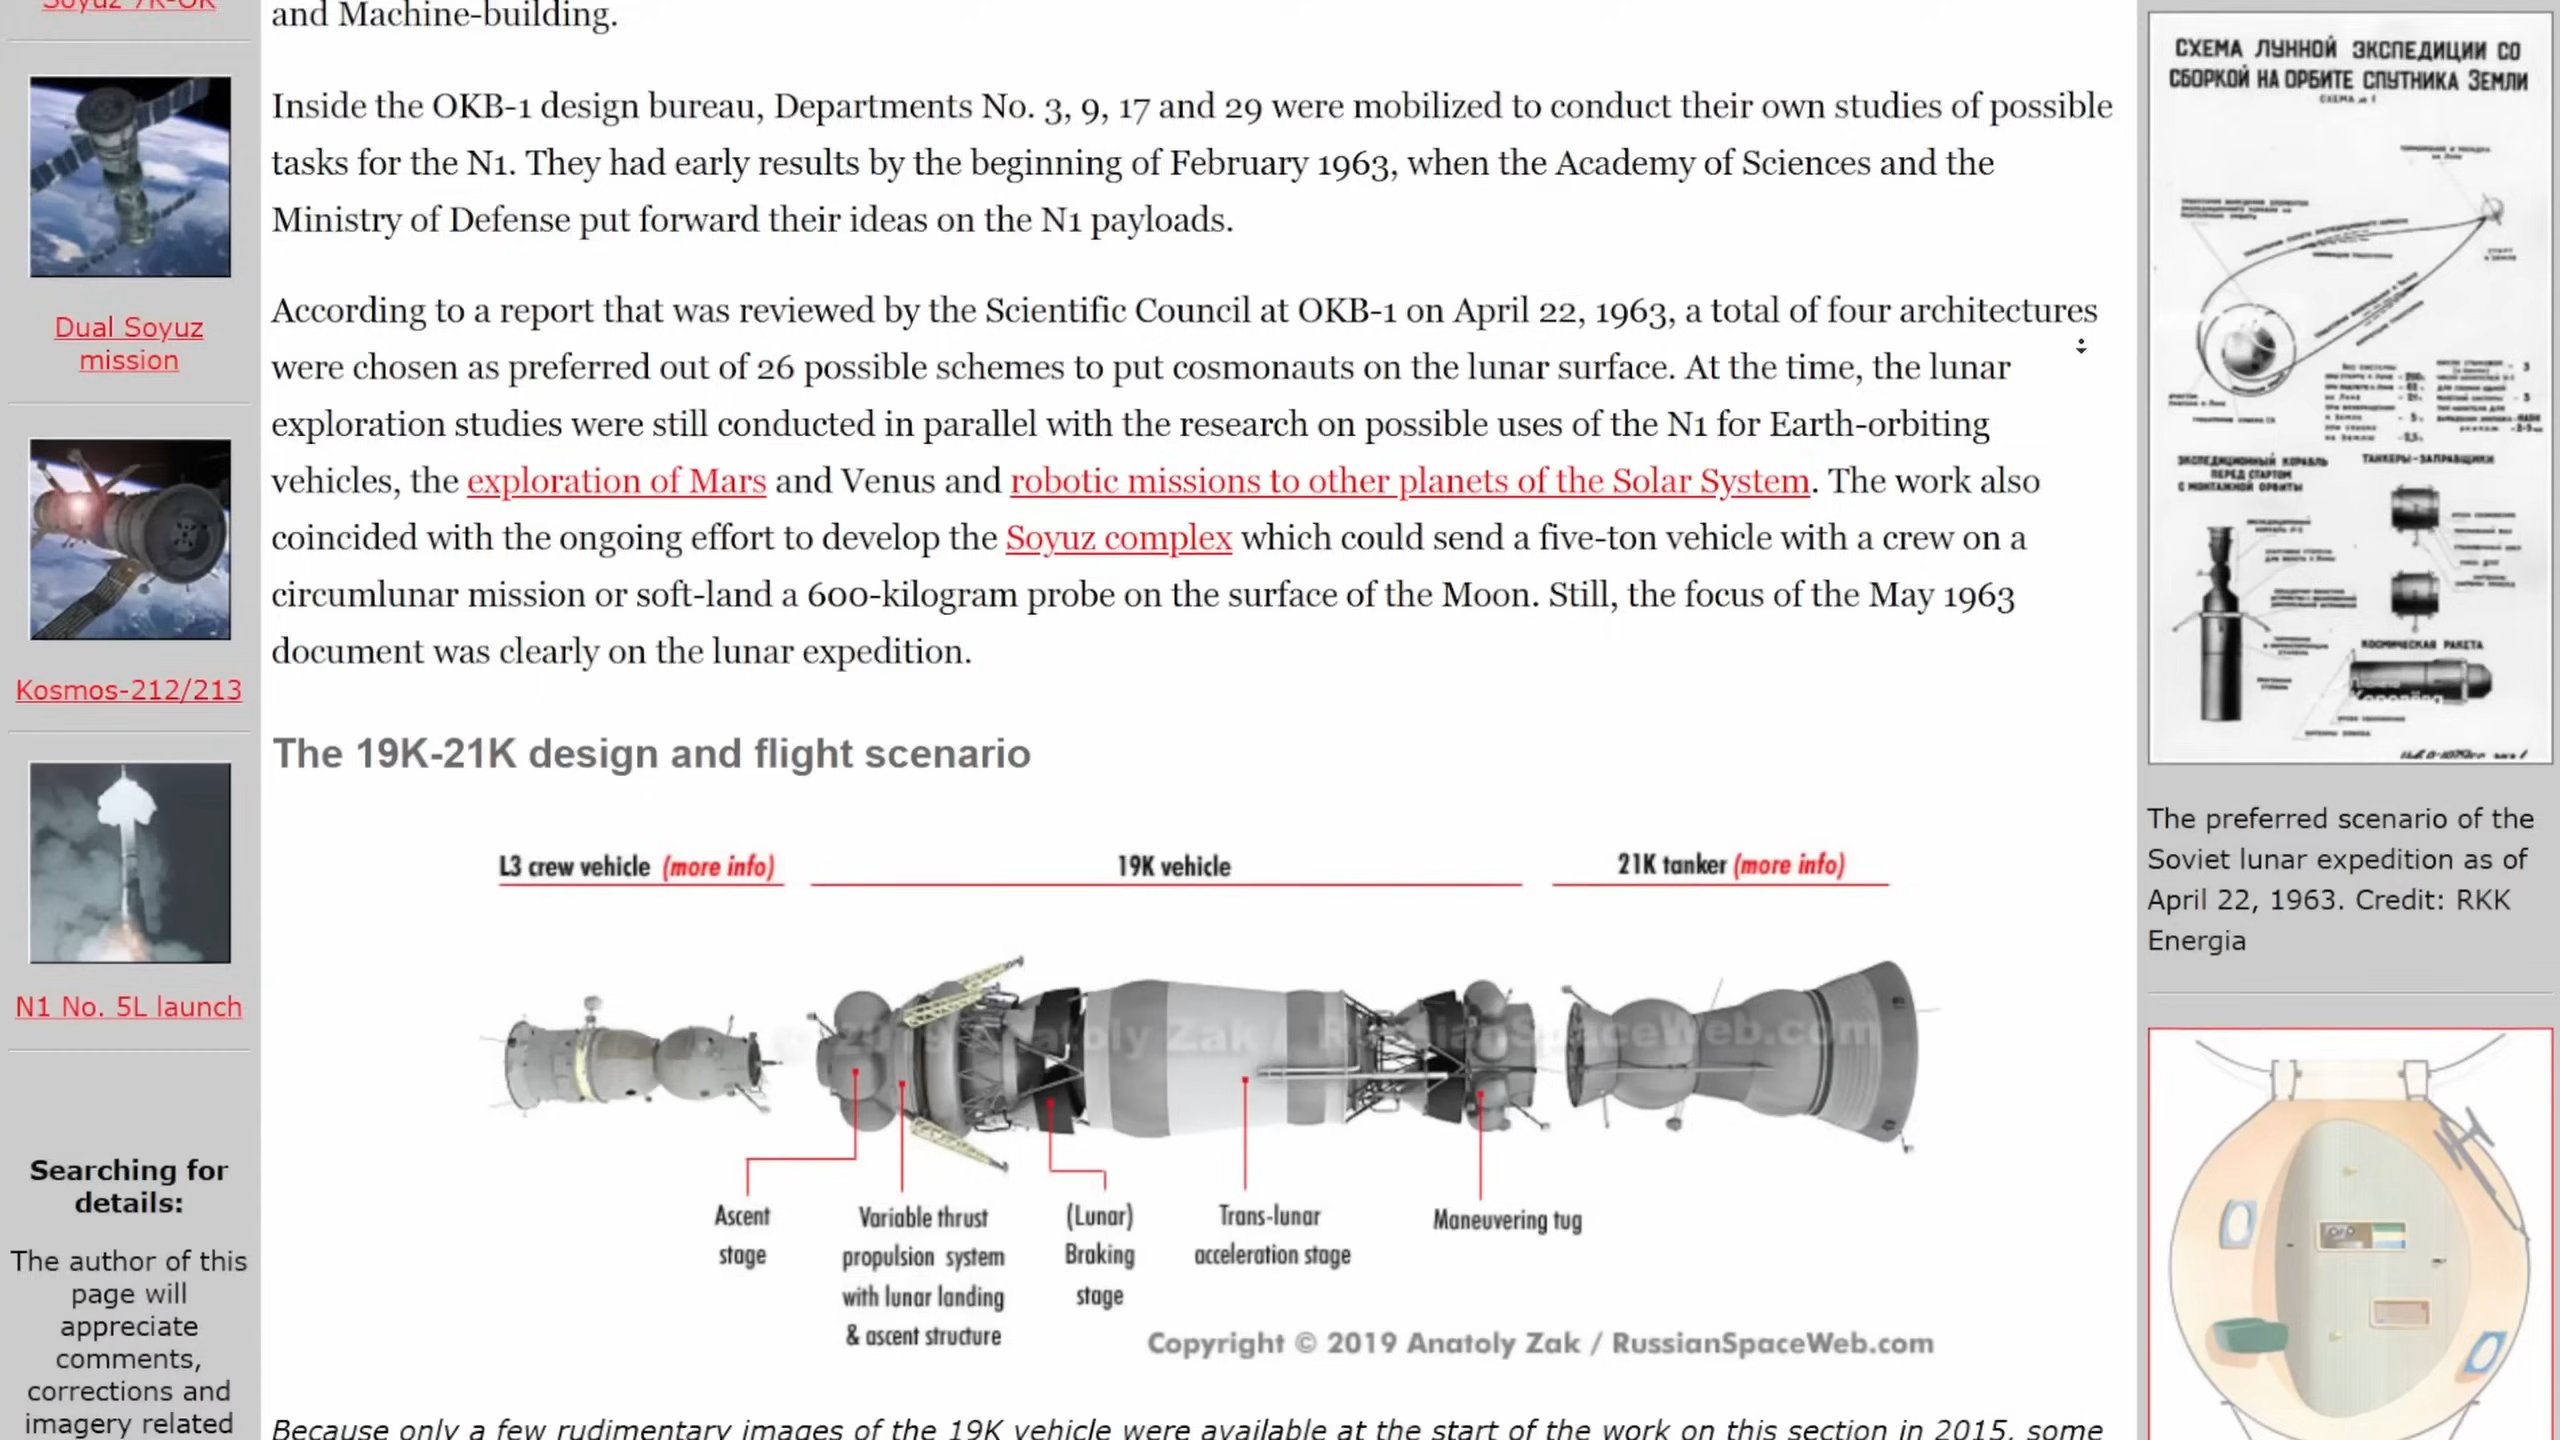 Soyuz 7K-OK
Dual Soyuz
mission
Kosmos-212/213
N1 No. 5L launch
Searching for
details:
The author of this
page will
appreciate
comments,
corrections and
imagery related
and Machine-building.
Inside the OKB-1 design bureau, Departments No. 3, 9, 17 and 29 were mobilized to conduct their own studies of possible
tasks for the N1. They had early results by the beginning of February 1963, when the Academy of Sciences and the
Ministry of Defense put forward their ideas on the N1 payloads.
According to a report that was reviewed by the Scientific Council at OKB-1 on April 22, 1963, a total of four architectures
were chosen as preferred out of 26 possible schemes to put cosmonauts on the lunar surface. At the time, the lunar
exploration studies were still conducted in parallel with the research on possible uses of the N1 for Earth-orbiting
vehicles, the exploration of Mars and Venus and robotic missions to other planets of the Solar System. The work also
coincided with the ongoing effort to develop the Soyuz complex which could send a five-ton vehicle with a crew on a
circumlunar mission or soft-land a 600-kilogram probe on the surface of the Moon. Still, the focus of the May 1963
document was clearly on the lunar expedition.
The 19K-21K design and flight scenario
L3 crew vehicle (more info)
19K vehicle
21K tanker (more info)
Anatoly Zak / RussianSpaceWeb.com
Ascent
stage
Variable thrust
propulsion system
with lunar landing
& ascent structure
(Lunar)
Braking
stage
Trans-lunar
acceleration stage
Maneuvering tug
Copyright © 2019 Anatoly Zak / RussianSpaceWeb.com
Because only a few rudimentary images of the 19K vehicle were available at the start of the work on this section in 2015, some
СХЕМА ЛУННОЙ ЭКСПЕДИЦИИ СО
СБОРКОЙ НА ОРБИТЕ СПУТНИКА ЗЕМЛИ
ЭКСПЕДИЦИОННЫЙ КОРАБЛЬ
ПЕРЕД СТАРТОМ
С МОНТАЖНОЙ ОРБИТЫ
ТАНКЕРЫ-ЗАПРАВЩИКИ
КОСМИЧЕСКАЯ РАКЕТА
The preferred scenario of the
Soviet lunar expedition as of
April 22, 1963. Credit: RKK
Energia